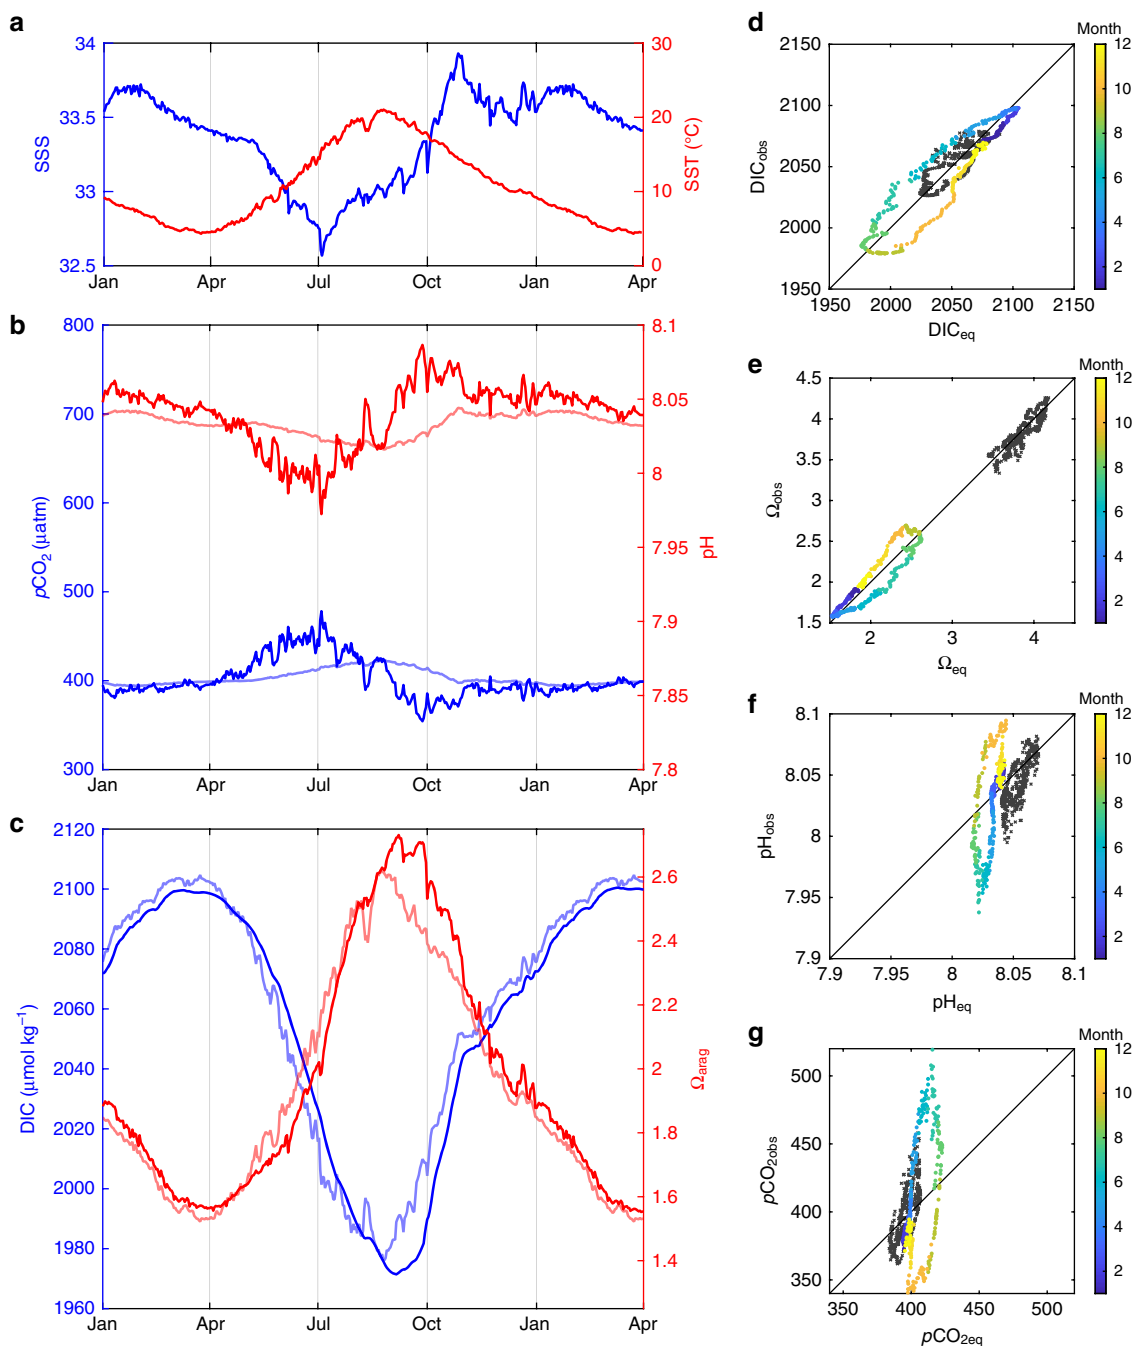 a
34
33.5
33
32.5
SSS
30
20
10
0
SST (°C)
Jan
Apr
Jul
Oct
Jan
Apr
b
800
700
600
500
400
300
pCO2 (µatm)
8.1
8.05
8
7.95
7.9
7.85
7.8
pH
Jan
Apr
Jul
Oct
Jan
Apr
c
2120
2100
2080
2060
2040
2020
2000
1980
1960
DIC (µmol kg−1)
2.6
2.4
2.2
2
1.8
1.6
1.4
Ωarag
Jan
Apr
Jul
Oct
Jan
Apr
d
Month
2150
2100
2050
2000
1950
DICobs
1950
2000
2050
2100
2150
DICeq
12
10
8
6
4
2
e
Month
4.5
4
3.5
3
2.5
2
1.5
Ωobs
2
3
4
Ωeq
12
10
8
6
4
2
f
Month
8.1
8.05
8
7.95
7.9
pHobs
7.9
7.95
8
8.05
8.1
pHeq
12
10
8
6
4
2
g
Month
500
450
400
350
pCO2obs
350
400
450
500
pCO2eq
12
10
8
6
4
2